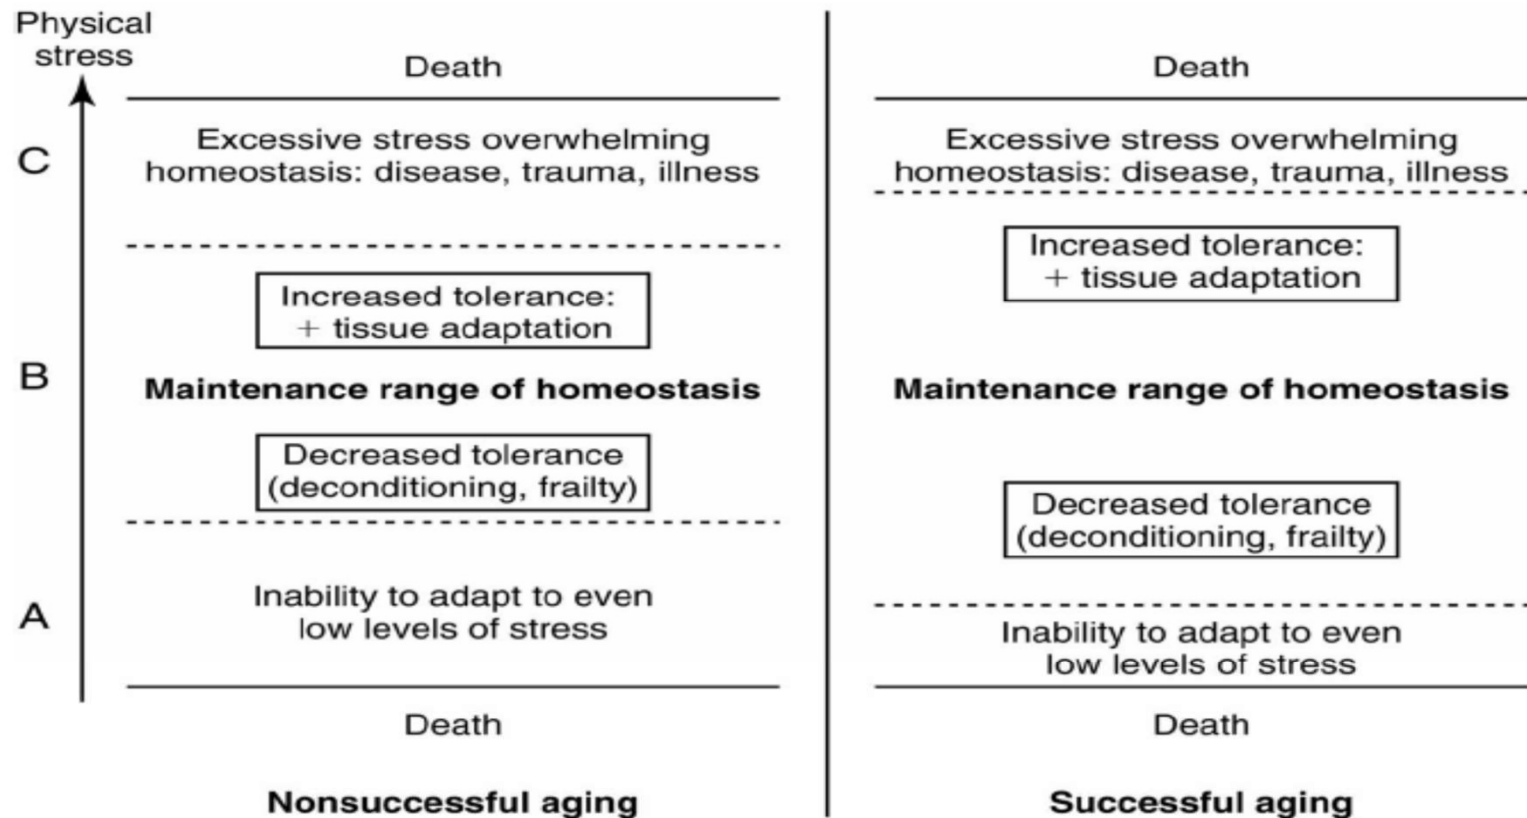 Physical
stress
C
B
A
Death
Excessive stress overwhelming
homeostasis: disease, trauma, illness
Increased tolerance:
+ tissue adaptation
Maintenance range of homeostasis
Decreased tolerance
(deconditioning, frailty)
Inability to adapt to even
low levels of stress
Death
Nonsuccessful aging
Death
Excessive stress overwhelming
homeostasis: disease, trauma, illness
Increased tolerance:
+ tissue adaptation
Maintenance range of homeostasis
Decreased tolerance
(deconditioning, frailty)
Inability to adapt to even
low levels of stress
Death
Successful aging